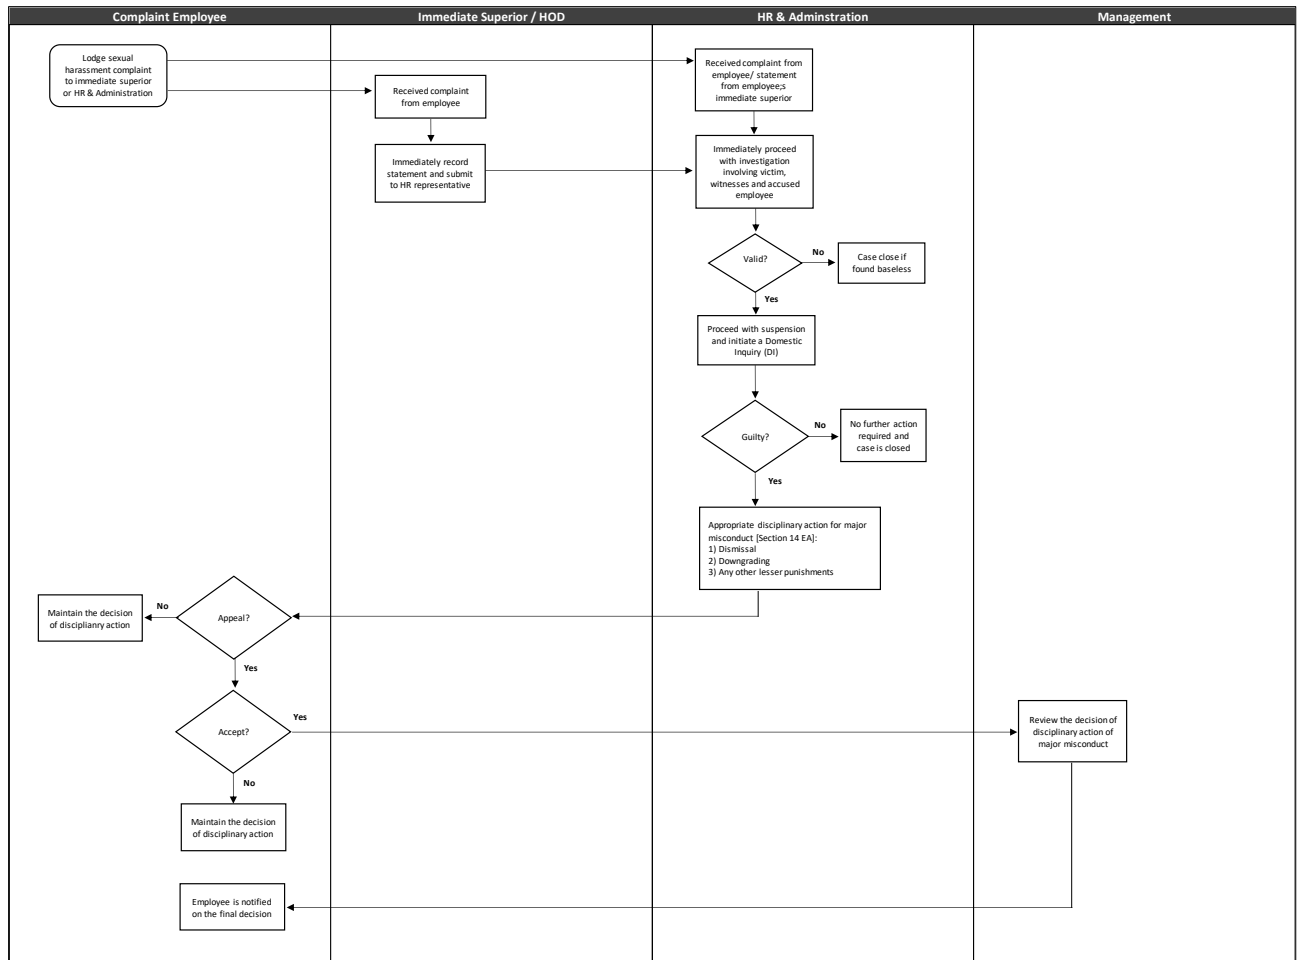 Complaint Employee
Immediate Superior / HOD
HR & Adminstration
Management
Lodge sexual
harassment complaint
to immediate superior
or HR & Administration
Received complaint
from employee
Immediately record
statement and submit
to HR representative
Received complaint from
employee/ statement
from employee;s
immediate superior
Immediately proceed
with investigation
involving victim,
witnesses and accused
employee
Valid?
No
Case close if
found baseless
Yes
Proceed with suspension
and initiate a Domestic
Inquiry (DI)
Guilty?
No
No further action
required and
case is closed
Yes
Appropriate disciplinary action for major
misconduct [Section 14 EA]:
1) Dismissal
2) Downgrading
3) Any other lesser punishments
Appeal?
No
Maintain the decision
of disciplianry action
Yes
Accept?
Yes
Review the decision of
disciplinary action of
major misconduct
No
Maintain the decision
of disciplinary action
Employee is notified
on the final decision